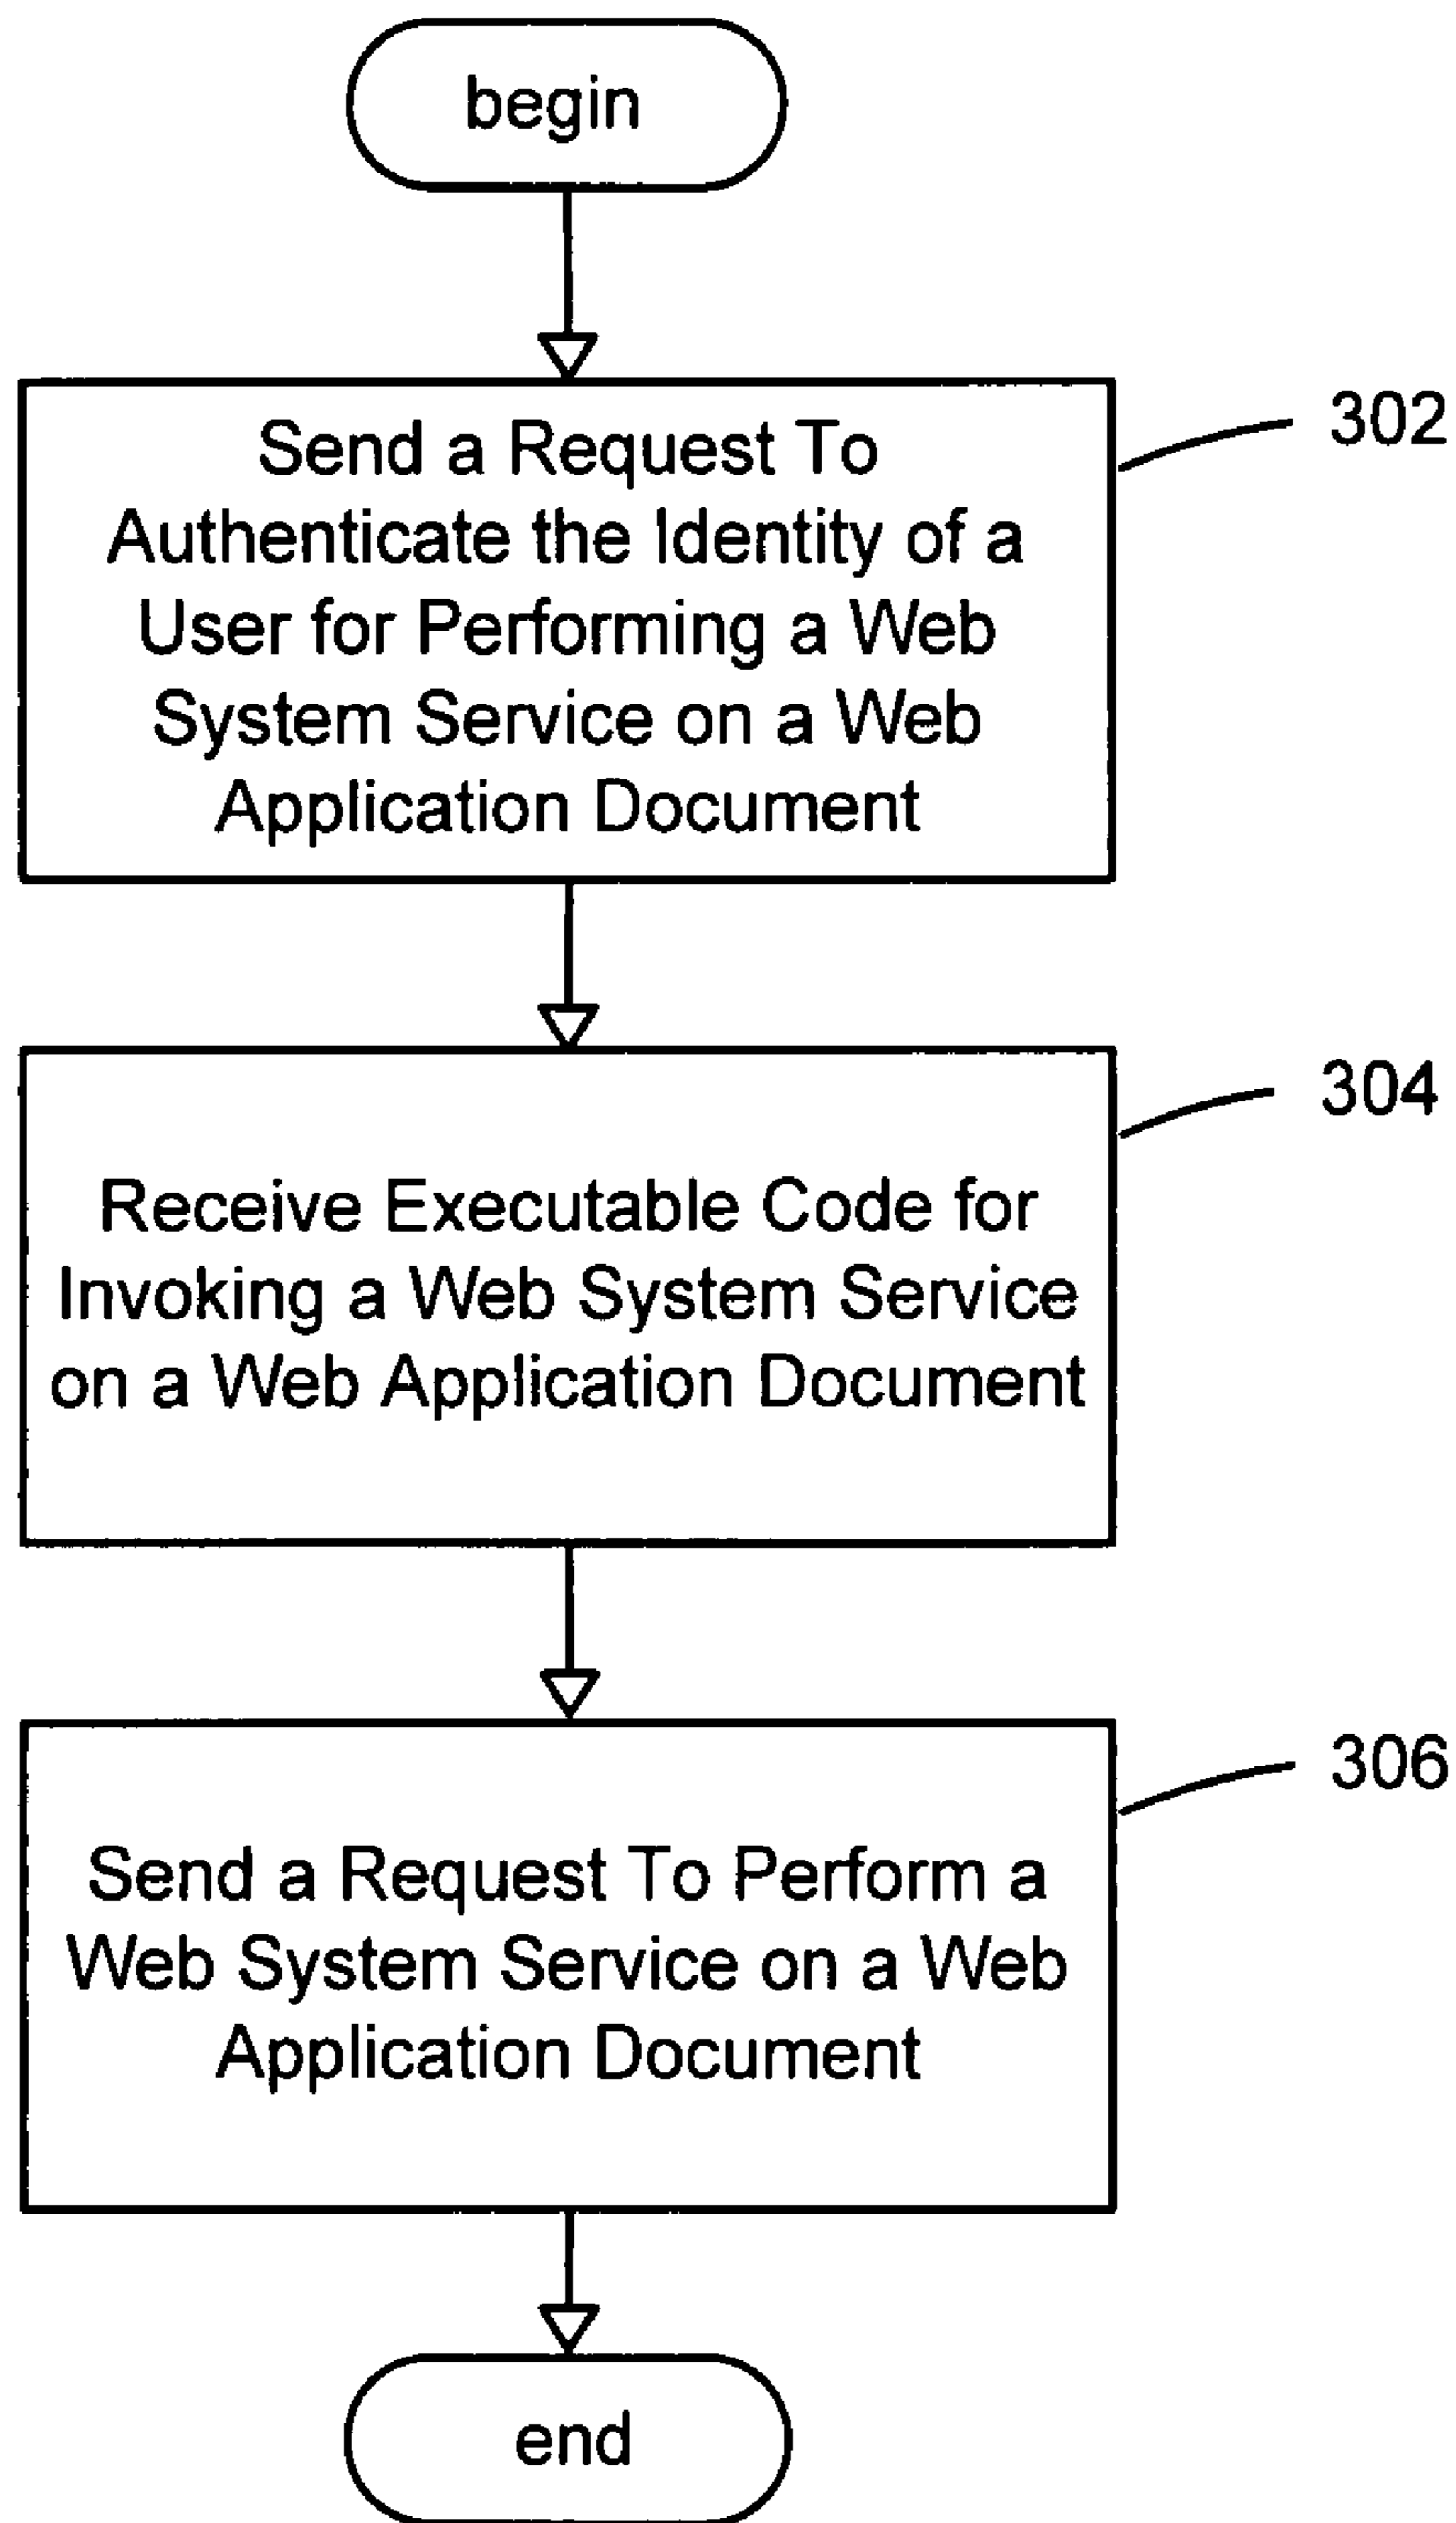 begin
302
Send a Request To
Authenticate the Identity of a
User for Performing a Web
System Service on a Web
Application Document
304
Receive Executable Code for
Invoking a Web System Service
on a Web Application Document
306
Send a Request To Perform a
Web System Service on a Web
Application Document
end